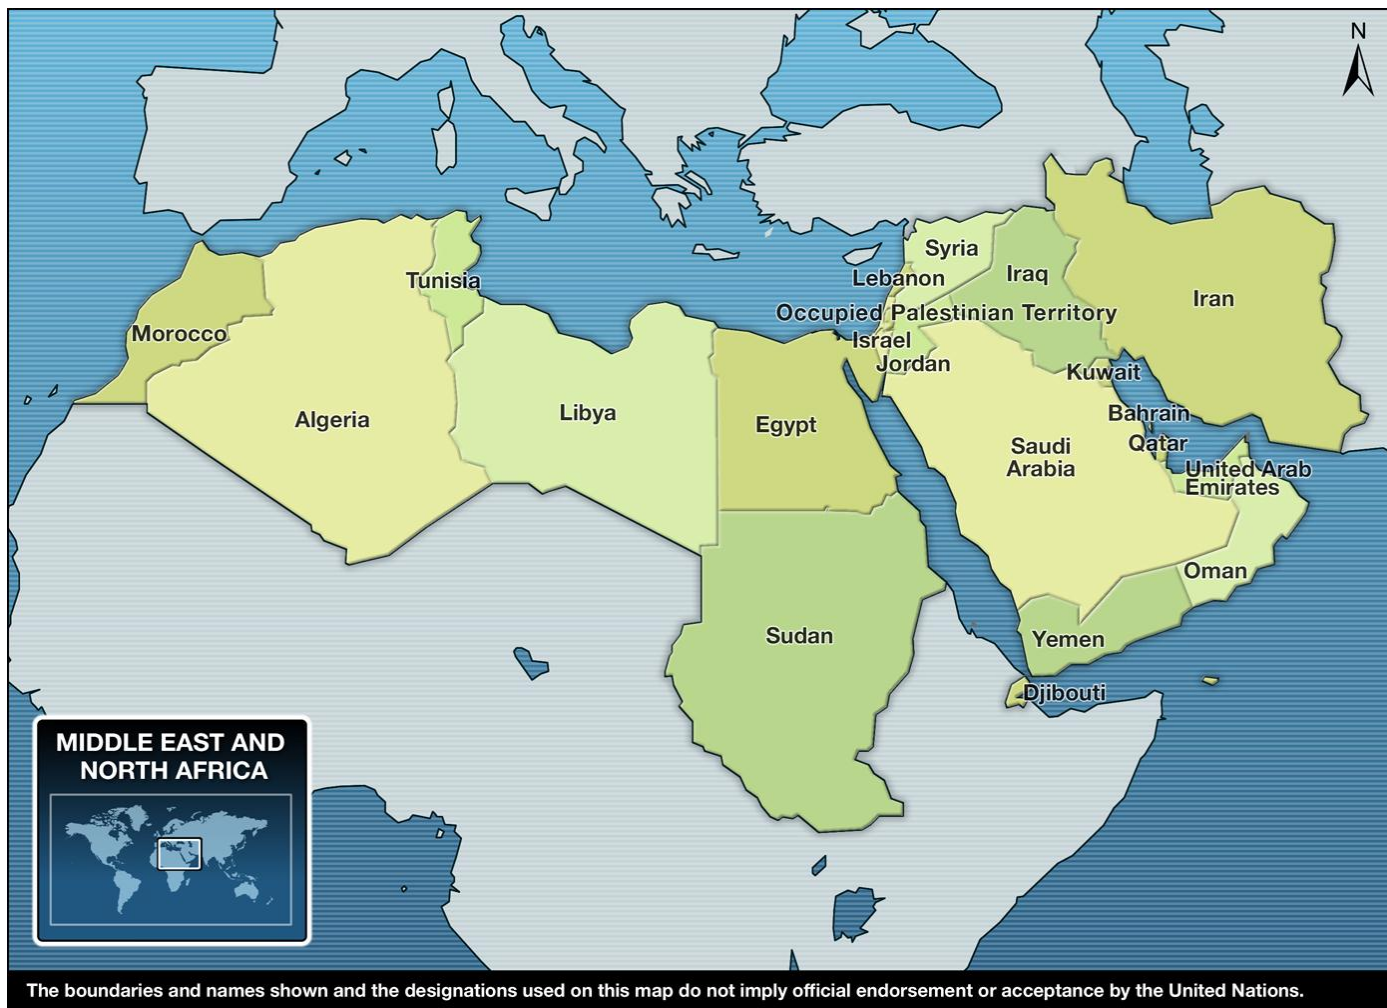 N
Syria
Lebanon
Iraq
Iran
Tunisia
Occupied Palestinian Territory
Morocco
Israel
Jordan
Kuwait
Algeria
Libya
Egypt
Bahrain
Saudi
Arabia
Qatar
United Arab
Emirates
Oman
Sudan
Yemen
Djibouti
MIDDLE EAST AND
NORTH AFRICA
The boundaries and names shown and the designations used on this map do not imply official endorsement or acceptance by the United Nations.